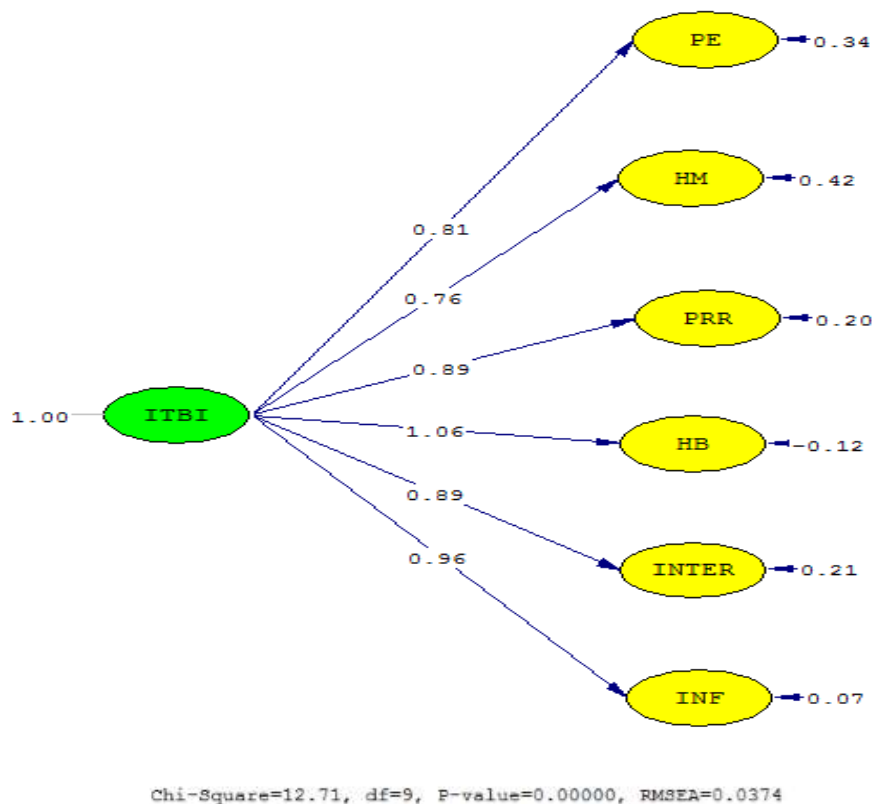 PE
0.34
HM
0.42
0.81
0.76
PRR
0.20
0.89
1.00
ITBI
1.06
HB
-0.12
0.89
0.96
INTER
0.21
INF
0.07
Chi-Square=12.71, df=9, P-value=0.00000, RMSEA=0.0374